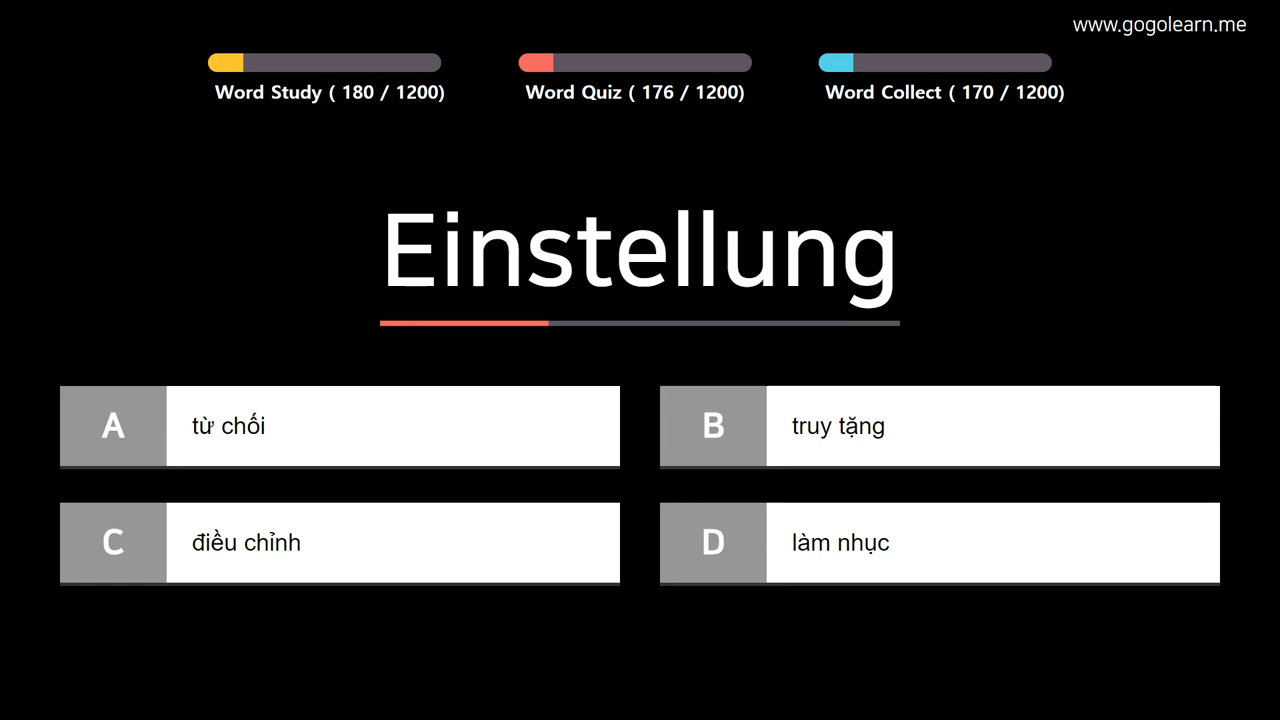 www.gogolearn.me
Word Study ( 180 / 1200)
Word Quiz ( 176 / 1200)
Word Collect ( 170 / 1200)
Einstellung
A
từ chối
B
truy tặng
C
điều chỉnh
D
làm nhục